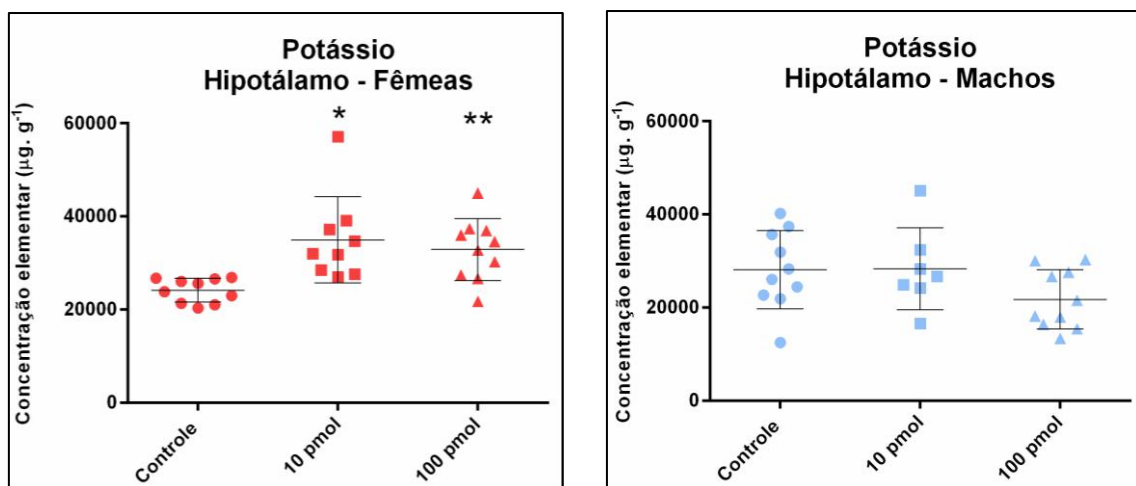 Potássio
Hipotálamo - Fêmeas
Concentração elementar (μg. g⁻¹)
60000
40000
20000
0
*
**
Controle
10 pmol
100 pmol
Potássio
Hipotálamo - Machos
Concentração elementar (μg. g⁻¹)
60000
40000
20000
0
Controle
10 pmol
100 pmol